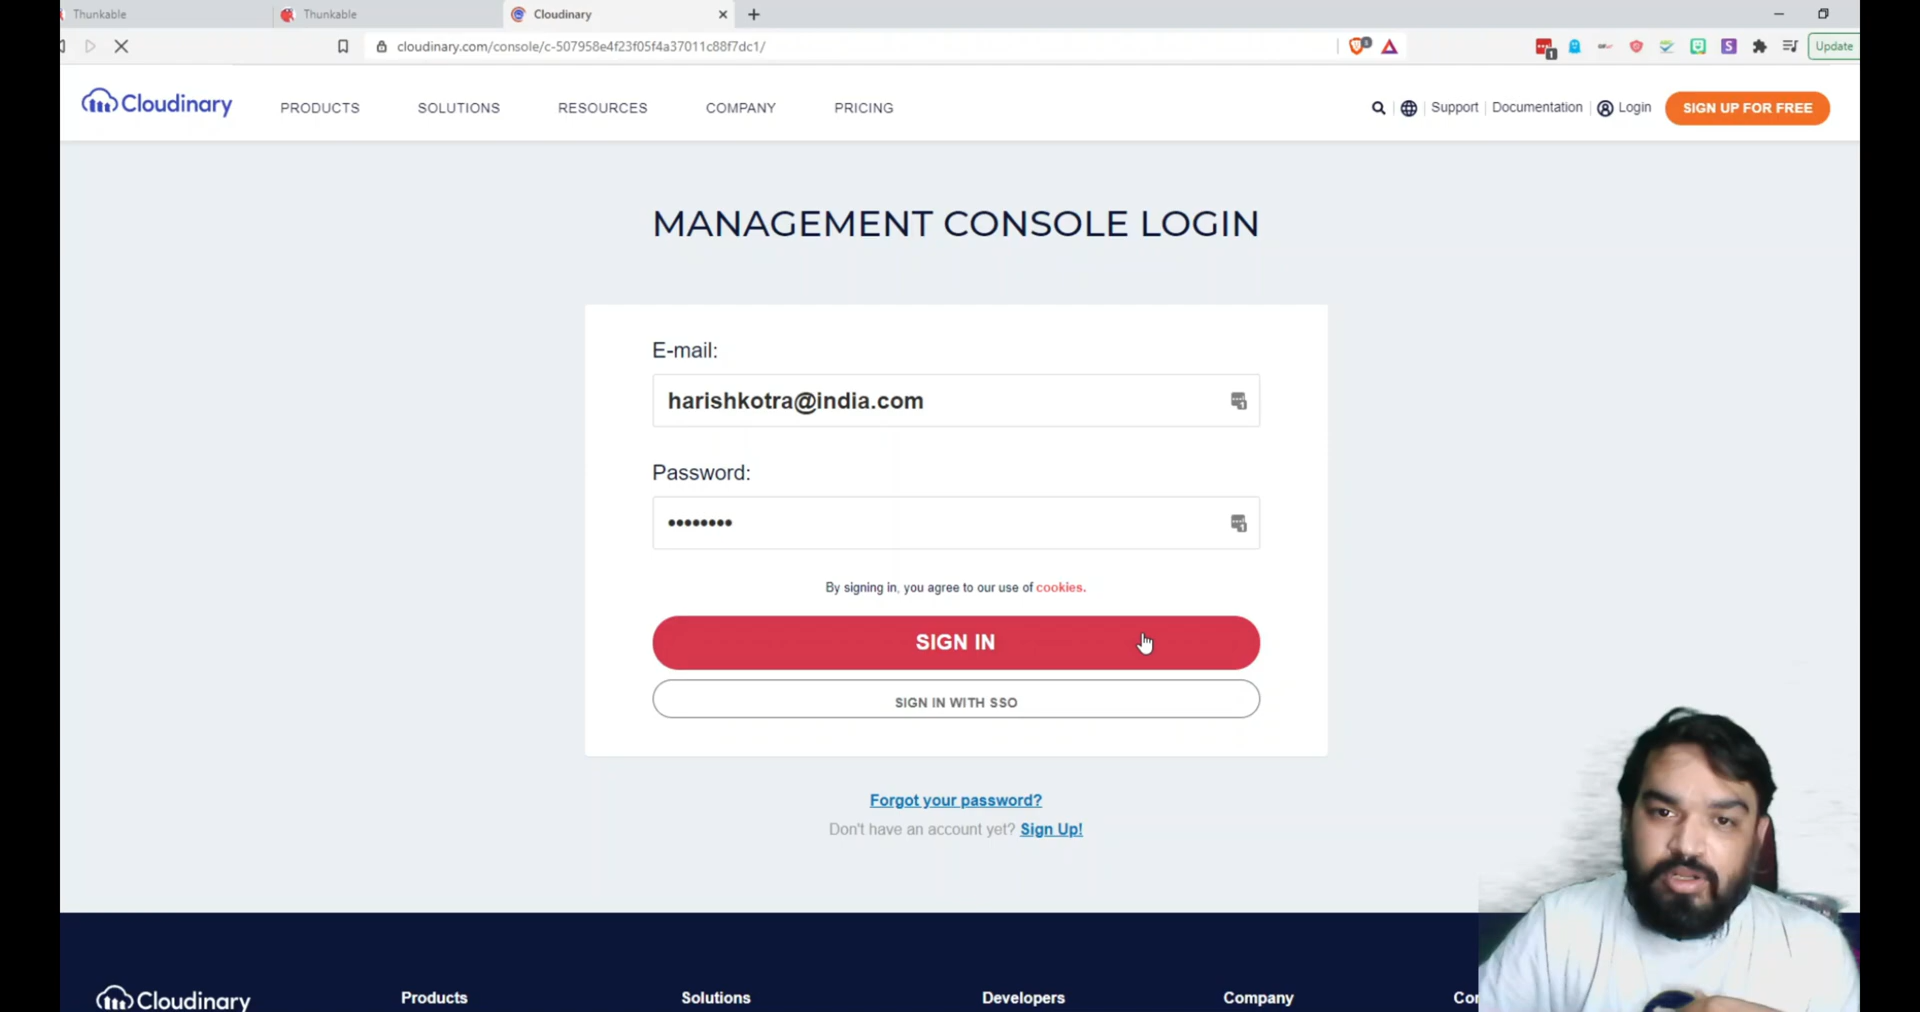 Thunkable
Thunkable
Cloudinary
cloudinary.com/console/c-507958e4f23f05f4a37011c88f7dc1/
Update
Cloudinary
PRODUCTS
SOLUTIONS
RESOURCES
COMPANY
PRICING
Support
Documentation
Login
SIGN UP FOR FREE
MANAGEMENT CONSOLE LOGIN
E-mail:
harishkotra@india.com
Password:
••••••••
By signing in, you agree to our use of cookies.
SIGN IN
SIGN IN WITH SSO
Forgot your password?
Don't have an account yet? Sign Up!
Cloudinary
Products
Solutions
Developers
Company